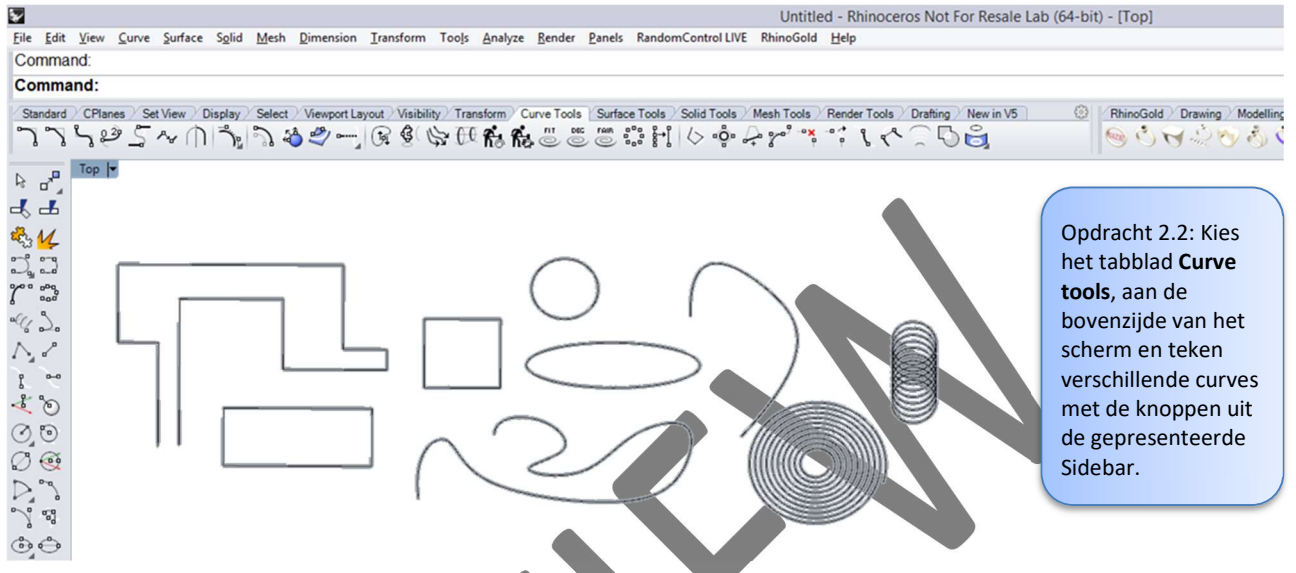 Untitled - Rhinoceros Not For Resale Lab (64-bit) - [Top]
File Edit View Curve Surface Solid Mesh Dimension Transform Tools Analyze Render Panels RandomControl LIVE RhinoGold Help
Command:
Command:
Standard CPlanes Set View Display Select Viewport Layout Visibility Transform Curve Tools Surface Tools Solid Tools Mesh Tools Render Tools Drafting New in V5 RhinoGold Drawing Modelling
FIT DEG FAIR
Top
Opdracht 2.2: Kies
het tabblad Curve
tools, aan de
bovenzijde van het
scherm en teken
verschillende curves
met de knoppen uit
de gepresenteerde
Sidebar.